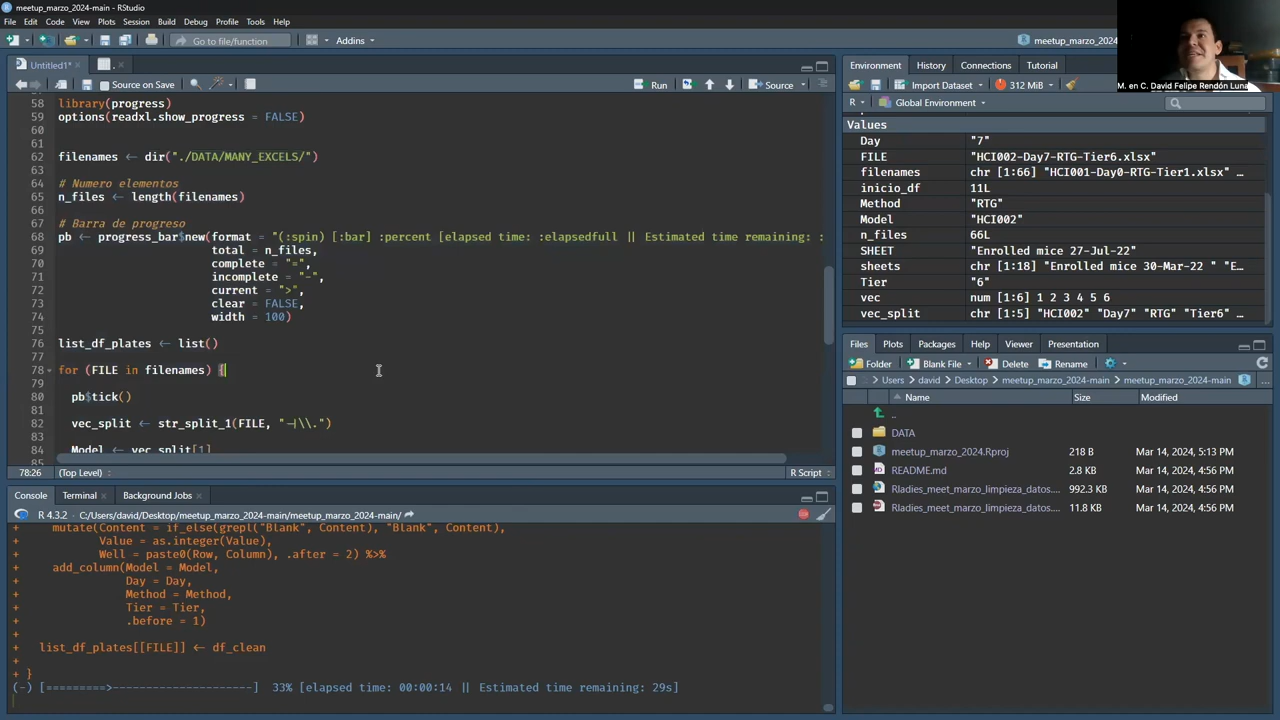 meetup_marzo_2024-main - RStudio
File Edit Code View Plots Session Build Debug Profile Tools Help
Go to file/function Addins meetup_marzo_2024-main
M. en C. David Felipe Rendón Luna
Untitled1* .
Source on Save Run Source
58 library(progress)
59 options(readxl.show_progress = FALSE)
60
61
62 filenames ← dir("./DATA/MANY_EXCELS/")
63
64 # Numero elementos
65 n_files ← length(filenames)
66
67 # Barra de progreso
68 pb ← progress_bar$new(format = "(:spin) [:bar] :percent [elapsed time: :elapsedfull || Estimated time remaining: :
69 total = n_files,
70 complete = "=",
71 incomplete = "-",
72 current = ">",
73 clear = FALSE,
74 width = 100)
75
76 list_df_plates ← list()
77
78 for (FILE in filenames) {
79
80 pb$tick()
81
82 vec_split ← str_split_1(FILE, "-|\\.")
83
84 Model ← vec_split[1]
85
78:26 (Top Level) R Script
Console Terminal Background Jobs
R 4.3.2 . C:/Users/david/Desktop/meetup_marzo_2024-main/meetup_marzo_2024-main/
+ mutate(Content = if_else(grepl("Blank", Content), "Blank", Content),
+ Value = as.integer(Value),
+ Well = paste0(Row, Column), .after = 2) %>%
+ add_column(Model = Model,
+ Day = Day,
+ Method = Method,
+ Tier = Tier,
+ .before = 1)
+
+ list_df_plates[[FILE]] ← df_clean
+
+ }
(-) [=========>---------------------] 33% [elapsed time: 00:00:14 || Estimated time remaining: 29s]
Environment History Connections Tutorial
Import Dataset 312 MiB
R Global Environment
Values
Day "7"
FILE "HCI002-Day7-RTG-Tier6.xlsx"
filenames chr [1:66] "HCI001-Day0-RTG-Tier1.xlsx" …
inicio_df 11L
Method "RTG"
Model "HCI002"
n_files 66L
SHEET "Enrolled mice 27-Jul-22"
sheets chr [1:18] "Enrolled mice 30-Mar-22 " "E…
Tier "6"
vec num [1:6] 1 2 3 4 5 6
vec_split chr [1:5] "HCI002" "Day7" "RTG" "Tier6" …
Files Plots Packages Help Viewer Presentation
Folder Blank File Delete Rename
Users david Desktop meetup_marzo_2024-main meetup_marzo_2024-main
Name Size Modified
..
DATA
meetup_marzo_2024.Rproj 218 B Mar 14, 2024, 5:13 PM
README.md 2.8 KB Mar 14, 2024, 4:56 PM
Rladies_meet_marzo_limpieza_datos.... 992.3 KB Mar 14, 2024, 4:56 PM
Rladies_meet_marzo_limpieza_datos.... 11.8 KB Mar 14, 2024, 4:56 PM